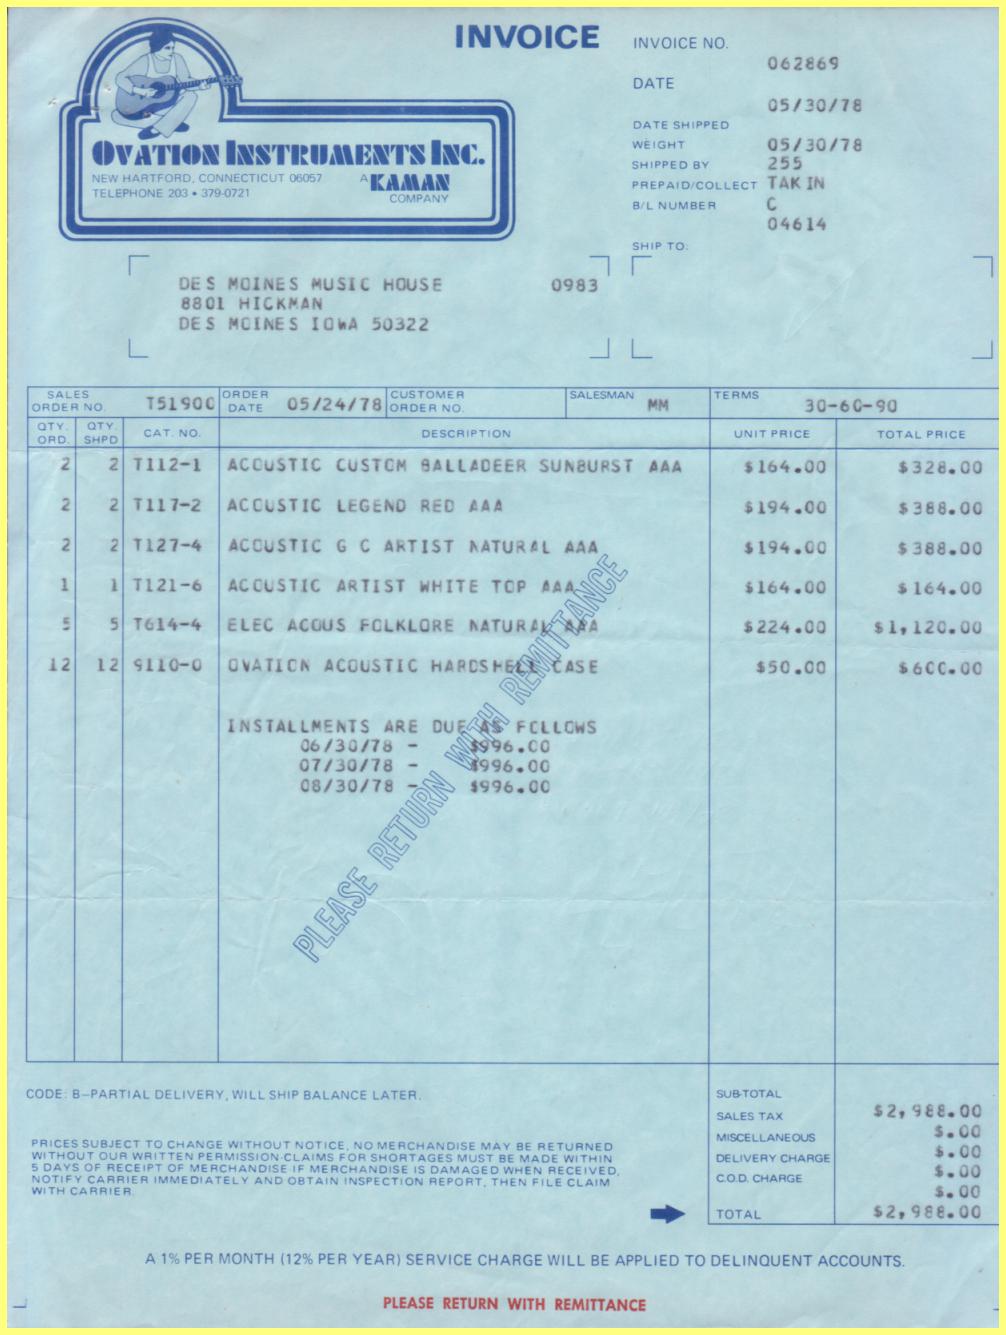 INVOICE
INVOICE NO.
062869
DATE
05/30/78
DATE SHIPPED
WEIGHT 05/30/78
SHIPPED BY 255
PREPAID/COLLECT TAK IN
B/L NUMBER C
04614
SHIP TO:
OVATION INSTRUMENTS INC.
NEW HARTFORD, CONNECTICUT 06057 A KAMAN
TELEPHONE 203 • 379-0721 COMPANY
DES MOINES MUSIC HOUSE 0983
8801 HICKMAN
DES MOINES IOWA 50322
SALES ORDER NO. T51900 ORDER DATE 05/24/78 CUSTOMER ORDER NO. SALESMAN MM TERMS 30-60-90
QTY. ORD. QTY. SHPD CAT. NO. DESCRIPTION UNIT PRICE TOTAL PRICE
2 2 T112-1 ACOUSTIC CUSTOM BALLADEER SUNBURST AAA $164.00 $328.00
2 2 T117-2 ACOUSTIC LEGEND RED AAA $194.00 $388.00
2 2 T127-4 ACOUSTIC G C ARTIST NATURAL AAA $194.00 $388.00
1 1 T121-6 ACOUSTIC ARTIST WHITE TOP AAA $164.00 $164.00
5 5 T614-4 ELEC ACOUS FOLKLORE NATURAL AAA $224.00 $1,120.00
12 12 9110-0 OVATION ACOUSTIC HARDSHELL CASE $50.00 $600.00
INSTALLMENTS ARE DUE AS FOLLOWS
06/30/78 - $996.00
07/30/78 - $996.00
08/30/78 - $996.00
PLEASE RETURN WITH REMITTANCE
CODE: B-PARTIAL DELIVERY, WILL SHIP BALANCE LATER.
PRICES SUBJECT TO CHANGE WITHOUT NOTICE, NO MERCHANDISE MAY BE RETURNED
WITHOUT OUR WRITTEN PERMISSION-CLAIMS FOR SHORTAGES MUST BE MADE WITHIN
5 DAYS OF RECEIPT OF MERCHANDISE IF MERCHANDISE IS DAMAGED WHEN RECEIVED,
NOTIFY CARRIER IMMEDIATELY AND OBTAIN INSPECTION REPORT, THEN FILE CLAIM
WITH CARRIER.
SUB-TOTAL $2,988.00
SALES TAX $.00
MISCELLANEOUS $.00
DELIVERY CHARGE $.00
C.O.D. CHARGE $.00
TOTAL $2,988.00
A 1% PER MONTH (12% PER YEAR) SERVICE CHARGE WILL BE APPLIED TO DELINQUENT ACCOUNTS.
PLEASE RETURN WITH REMITTANCE